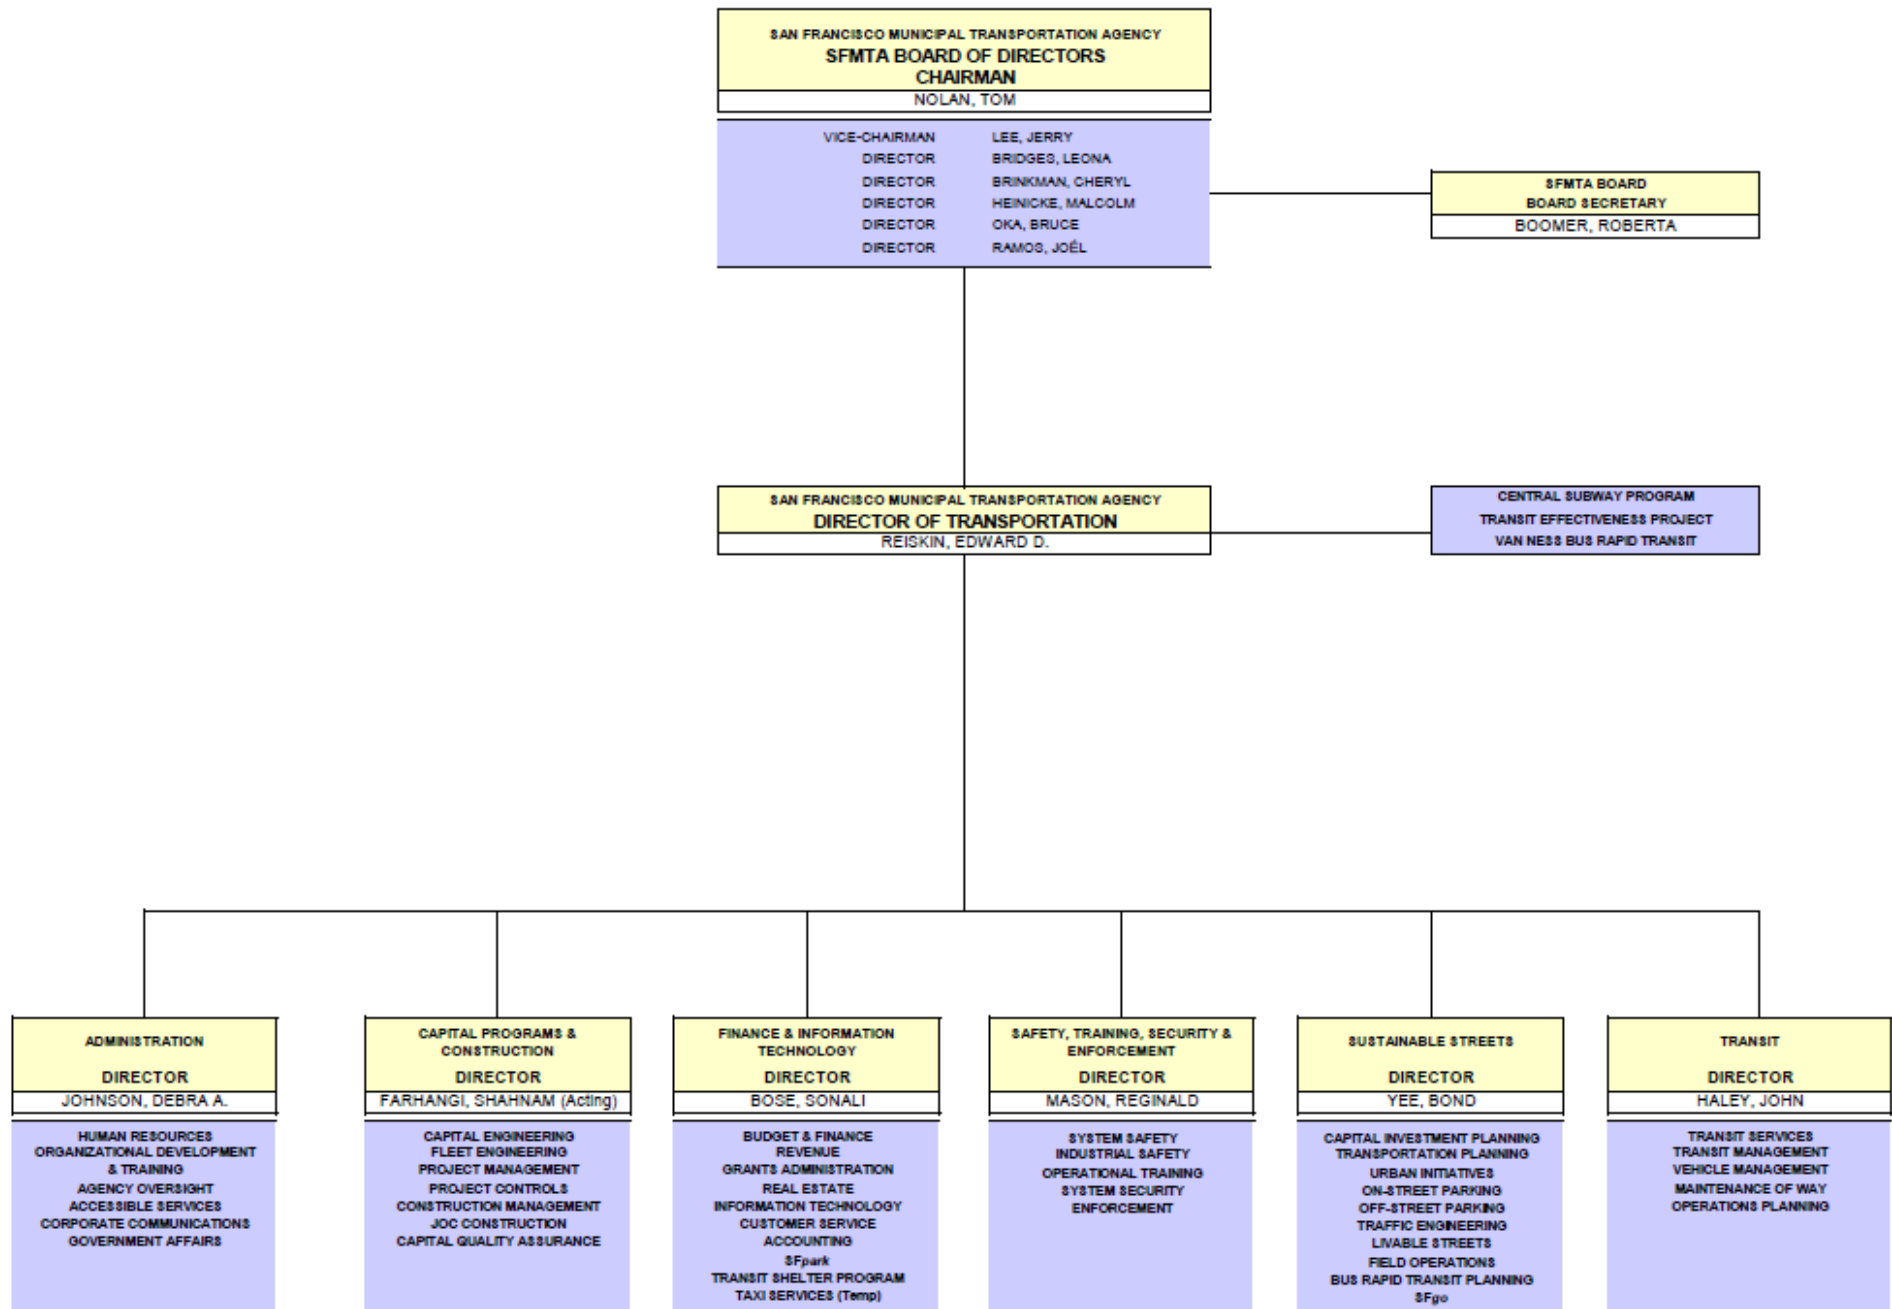 SAN FRANCISCO MUNICIPAL TRANSPORTATION AGENCY
SFMTA BOARD OF DIRECTORS
CHAIRMAN
NOLAN, TOM
VICE-CHAIRMAN LEE, JERRY
DIRECTOR BRIDGES, LEONA
DIRECTOR BRINKMAN, CHERYL
DIRECTOR HEINICKE, MALCOLM
DIRECTOR OKA, BRUCE
DIRECTOR RAMOS, JOÉL
SFMTA BOARD
BOARD SECRETARY
BOOMER, ROBERTA
SAN FRANCISCO MUNICIPAL TRANSPORTATION AGENCY
DIRECTOR OF TRANSPORTATION
REISKIN, EDWARD D.
CENTRAL SUBWAY PROGRAM
TRANSIT EFFECTIVENESS PROJECT
VAN NESS BUS RAPID TRANSIT
ADMINISTRATION
DIRECTOR
JOHNSON, DEBRA A.
HUMAN RESOURCES
ORGANIZATIONAL DEVELOPMENT
& TRAINING
AGENCY OVERSIGHT
ACCESSIBLE SERVICES
CORPORATE COMMUNICATIONS
GOVERNMENT AFFAIRS
CAPITAL PROGRAMS &
CONSTRUCTION
DIRECTOR
FARHANGI, SHAHNAM (Acting)
CAPITAL ENGINEERING
FLEET ENGINEERING
PROJECT MANAGEMENT
PROJECT CONTROLS
CONSTRUCTION MANAGEMENT
JOC CONSTRUCTION
CAPITAL QUALITY ASSURANCE
FINANCE & INFORMATION
TECHNOLOGY
DIRECTOR
BOSE, SONALI
BUDGET & FINANCE
REVENUE
GRANTS ADMINISTRATION
REAL ESTATE
INFORMATION TECHNOLOGY
CUSTOMER SERVICE
ACCOUNTING
SFpark
TRANSIT SHELTER PROGRAM
TAXI SERVICES (Temp)
SAFETY, TRAINING, SECURITY &
ENFORCEMENT
DIRECTOR
MASON, REGINALD
SYSTEM SAFETY
INDUSTRIAL SAFETY
OPERATIONAL TRAINING
SYSTEM SECURITY
ENFORCEMENT
SUSTAINABLE STREETS
DIRECTOR
YEE, BOND
CAPITAL INVESTMENT PLANNING
TRANSPORTATION PLANNING
URBAN INITIATIVES
ON-STREET PARKING
OFF-STREET PARKING
TRAFFIC ENGINEERING
LIVABLE STREETS
FIELD OPERATIONS
BUS RAPID TRANSIT PLANNING
SFgo
TRANSIT
DIRECTOR
HALEY, JOHN
TRANSIT SERVICES
TRANSIT MANAGEMENT
VEHICLE MANAGEMENT
MAINTENANCE OF WAY
OPERATIONS PLANNING